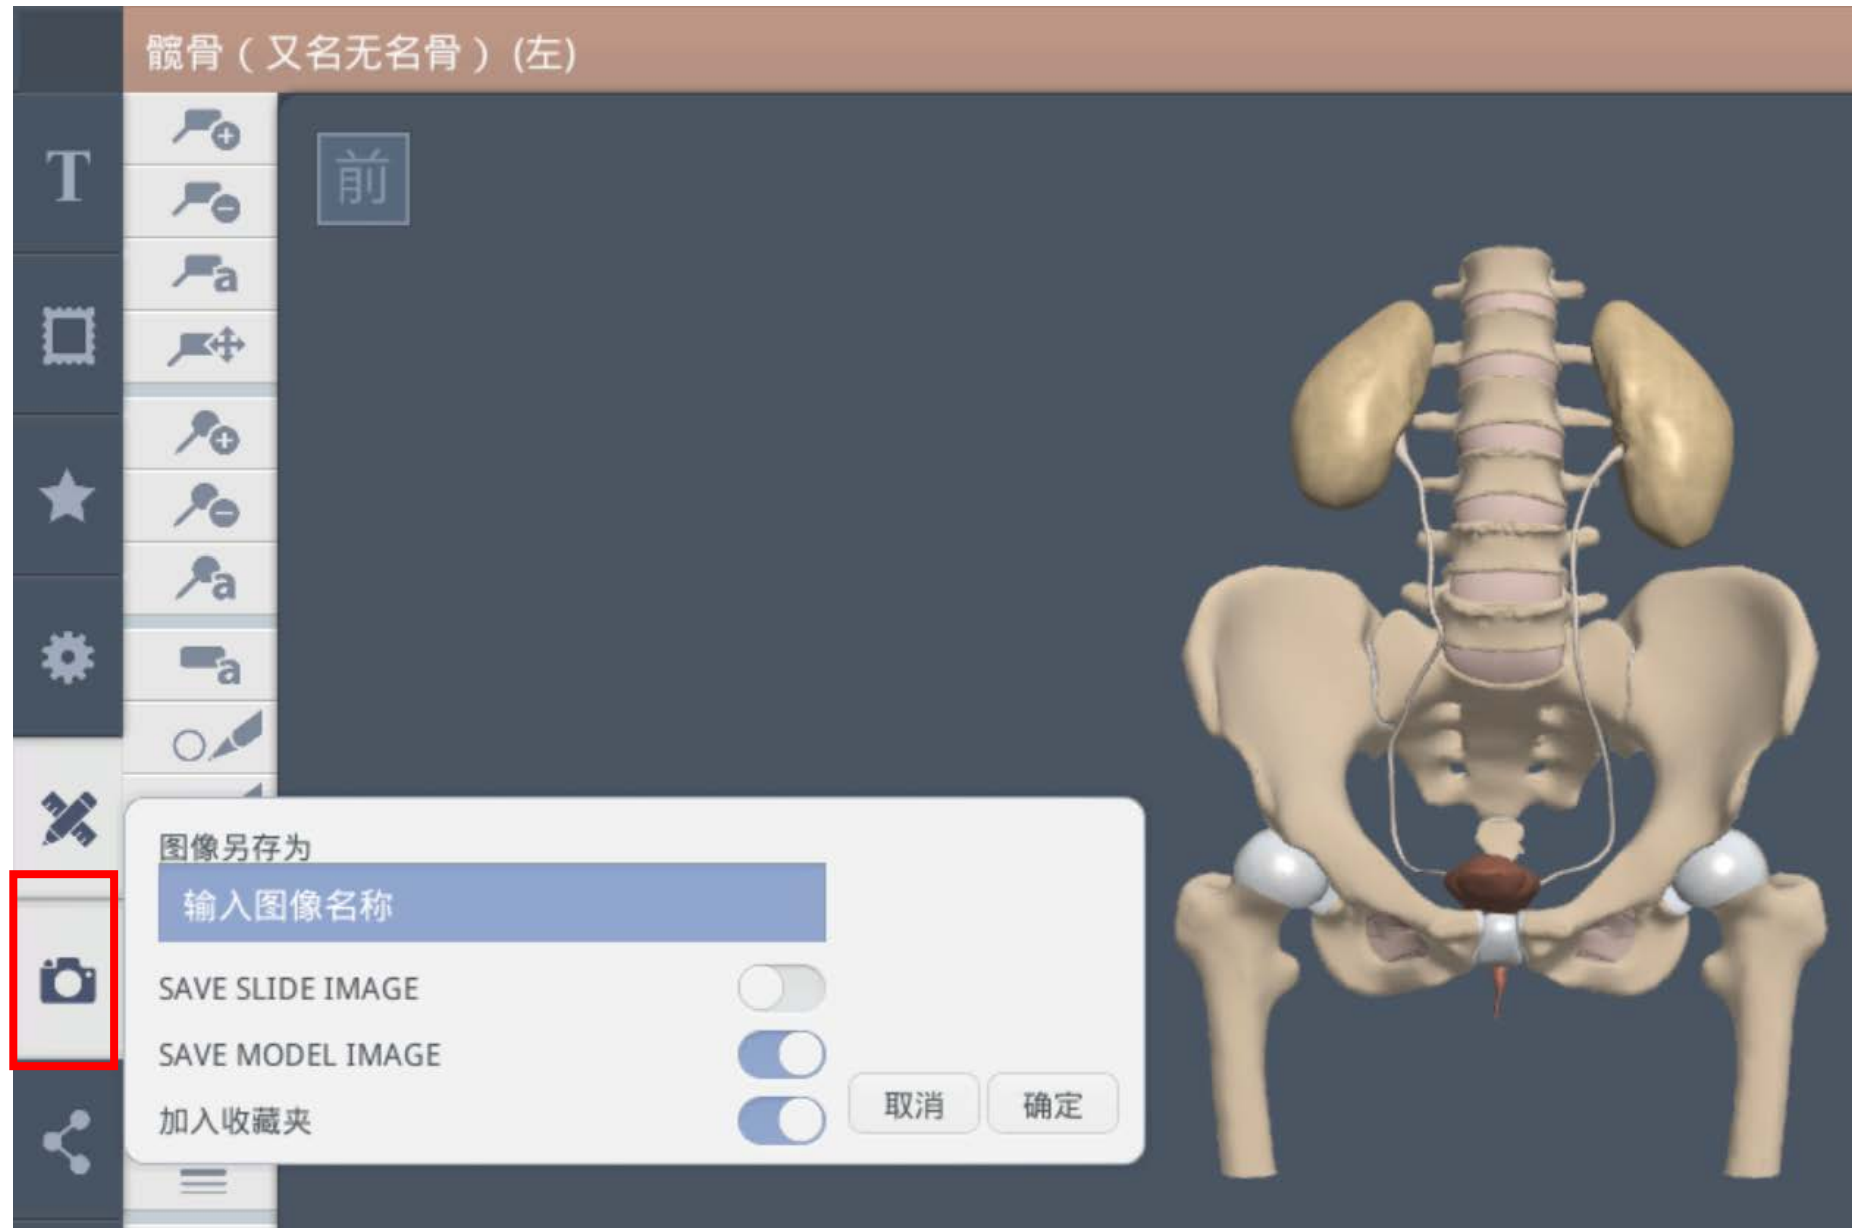 髋骨（又名无名骨）(左)
T
前
a
a
a
图像另存为
输入图像名称
SAVE SLIDE IMAGE
SAVE MODEL IMAGE
加入收藏夹
取消
确定